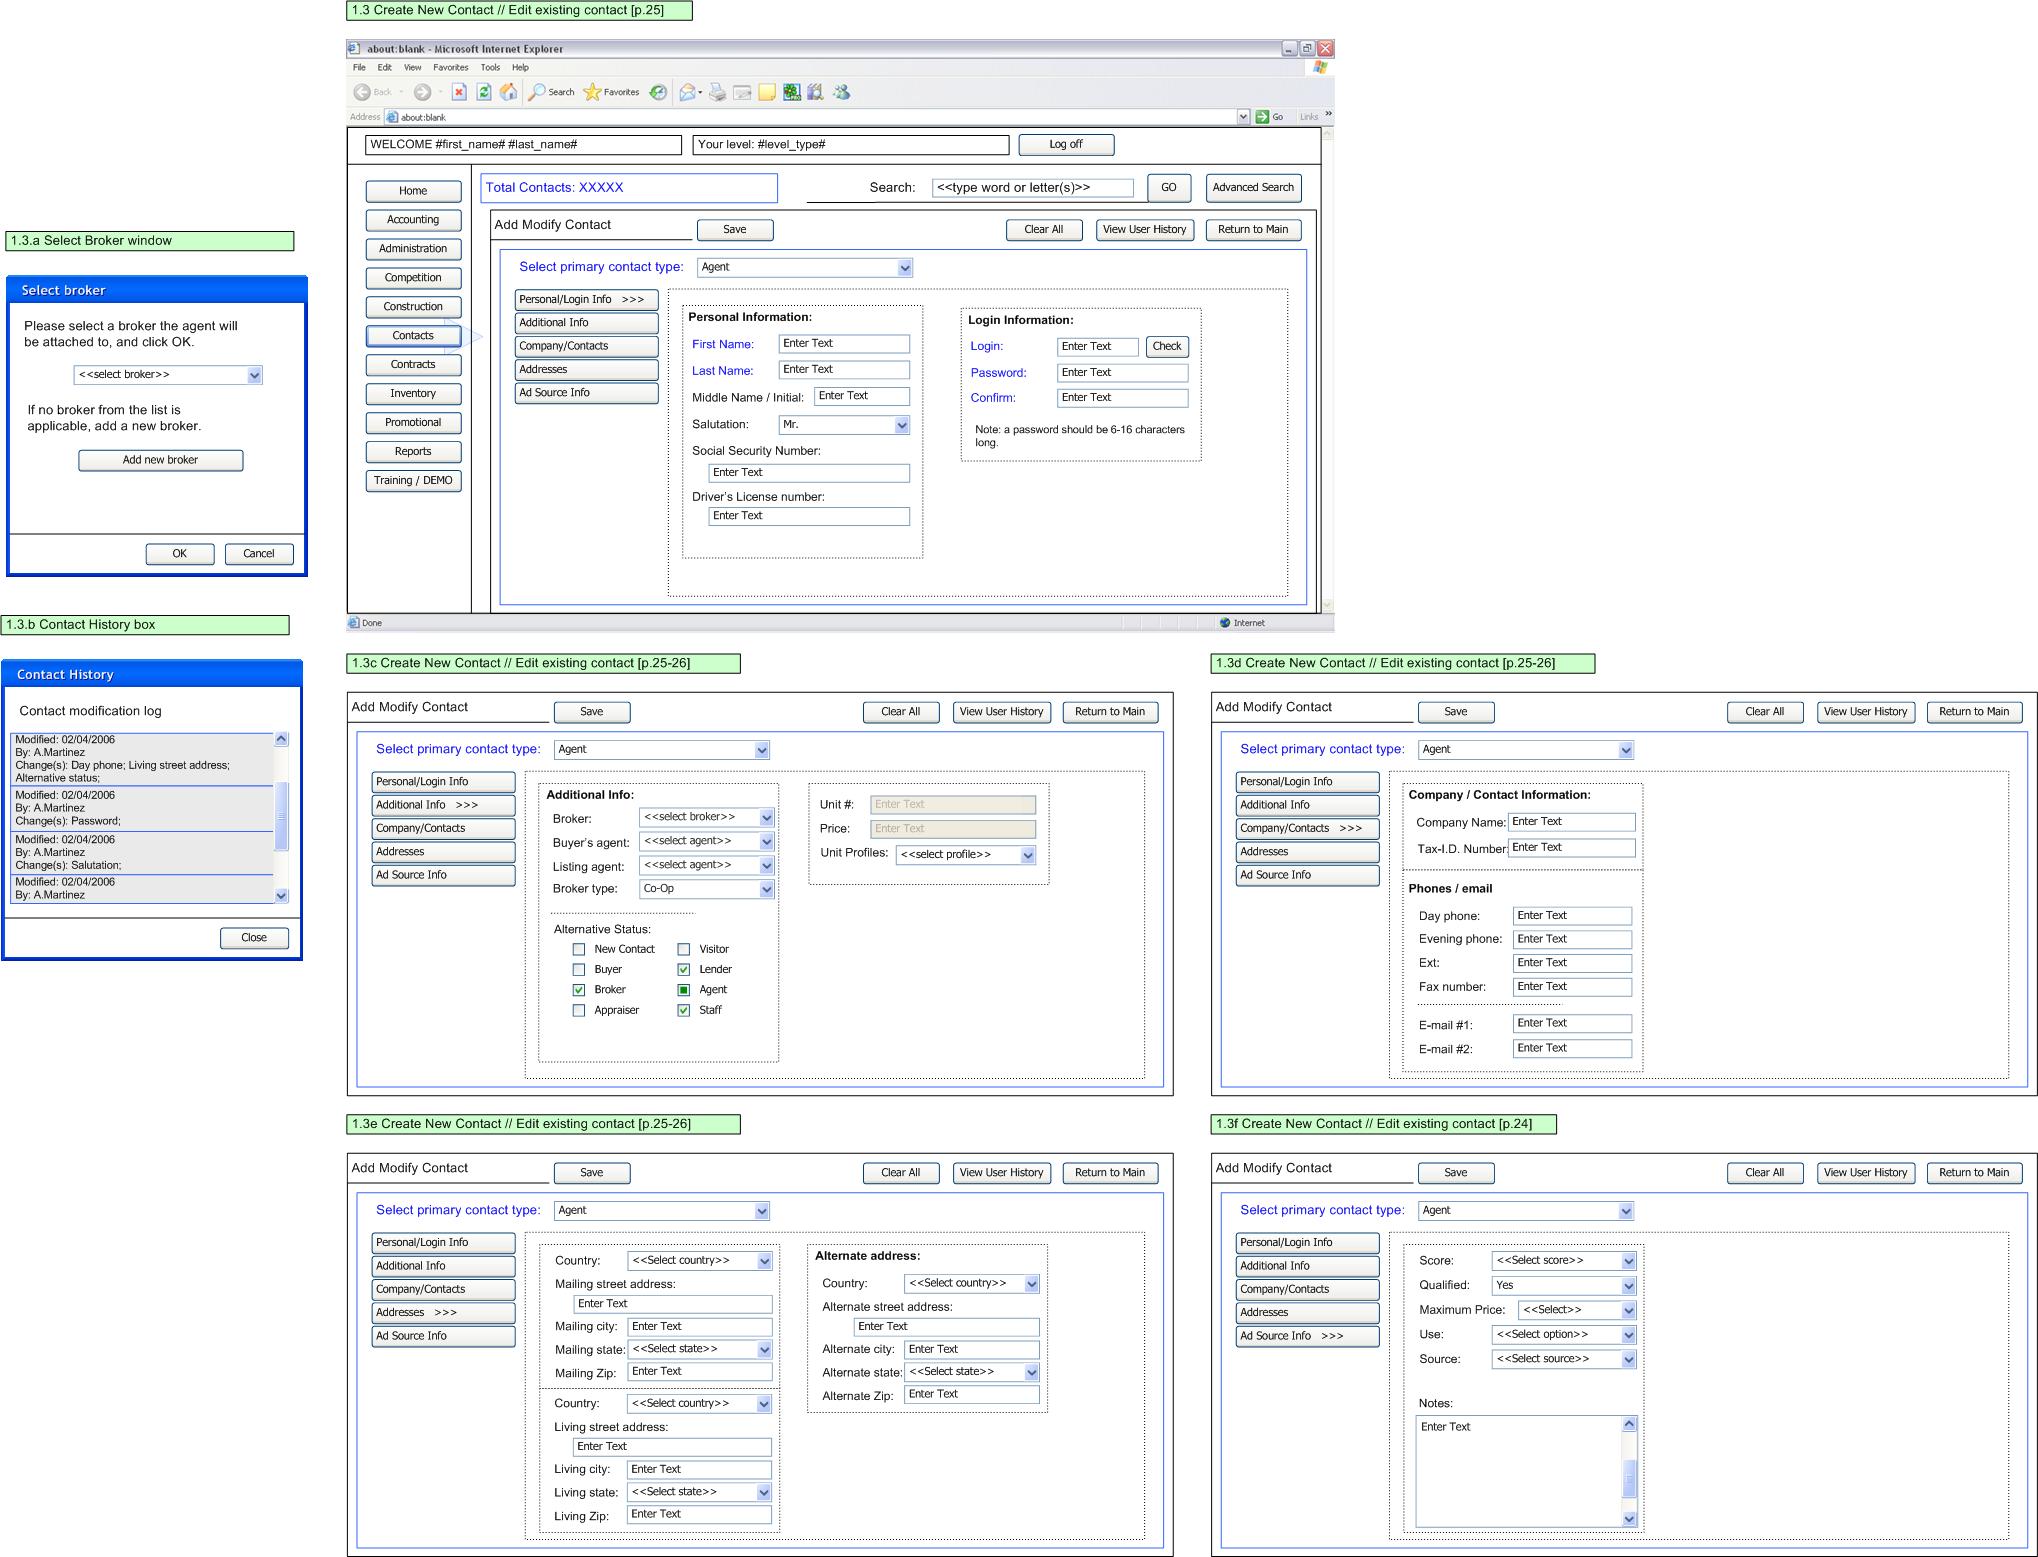 1.3 Create New Contact // Edit existing contact [p.25]
about:blank - Microsoft Internet Explorer
File Edit View Favorites Tools Help
Back Search Favorites
Address about:blank Go Links »
WELCOME #first_name# #last_name# Your level: #level_type# Log off
Home
Accounting
Administration
Competition
Construction
Contacts
Contracts
Inventory
Promotional
Reports
Training / DEMO
Total Contacts: XXXXX Search: <<type word or letter(s)>> GO Advanced Search
Add Modify Contact Save Clear All View User History Return to Main
Select primary contact type: Agent
Personal/Login Info >>>
Additional Info
Company/Contacts
Addresses
Ad Source Info
Personal Information:
First Name: Enter Text
Last Name: Enter Text
Middle Name / Initial: Enter Text
Salutation: Mr.
Social Security Number:
Enter Text
Driver's License number:
Enter Text
Login Information:
Login: Enter Text Check
Password: Enter Text
Confirm: Enter Text
Note: a password should be 6-16 characters
long.
Done Internet
1.3.a Select Broker window
Select broker
Please select a broker the agent will
be attached to, and click OK.
<<select broker>>
If no broker from the list is
applicable, add a new broker.
Add new broker
OK Cancel
1.3.b Contact History box
Contact History
Contact modification log
Modified: 02/04/2006
By: A.Martinez
Change(s): Day phone; Living street address;
Alternative status;
Modified: 02/04/2006
By: A.Martinez
Change(s): Password;
Modified: 02/04/2006
By: A.Martinez
Change(s): Salutation;
Modified: 02/04/2006
By: A.Martinez
Close
1.3c Create New Contact // Edit existing contact [p.25-26]
Add Modify Contact Save Clear All View User History Return to Main
Select primary contact type: Agent
Personal/Login Info
Additional Info >>>
Company/Contacts
Addresses
Ad Source Info
Additional Info:
Broker: <<select broker>>
Buyer's agent: <<select agent>>
Listing agent: <<select agent>>
Broker type: Co-Op
Alternative Status:
New Contact Visitor
Buyer Lender
Broker Agent
Appraiser Staff
Unit #: Enter Text
Price: Enter Text
Unit Profiles: <<select profile>>
1.3d Create New Contact // Edit existing contact [p.25-26]
Add Modify Contact Save Clear All View User History Return to Main
Select primary contact type: Agent
Personal/Login Info
Additional Info
Company/Contacts >>>
Addresses
Ad Source Info
Company / Contact Information:
Company Name: Enter Text
Tax-I.D. Number: Enter Text
Phones / email
Day phone: Enter Text
Evening phone: Enter Text
Ext: Enter Text
Fax number: Enter Text
E-mail #1: Enter Text
E-mail #2: Enter Text
1.3e Create New Contact // Edit existing contact [p.25-26]
Add Modify Contact Save Clear All View User History Return to Main
Select primary contact type: Agent
Personal/Login Info
Additional Info
Company/Contacts
Addresses >>>
Ad Source Info
Country: <<Select country>>
Mailing street address:
Enter Text
Mailing city: Enter Text
Mailing state: <<Select state>>
Mailing Zip: Enter Text
Country: <<Select country>>
Living street address:
Enter Text
Living city: Enter Text
Living state: <<Select state>>
Living Zip: Enter Text
Alternate address:
Country: <<Select country>>
Alternate street address:
Enter Text
Alternate city: Enter Text
Alternate state: <<Select state>>
Alternate Zip: Enter Text
1.3f Create New Contact // Edit existing contact [p.24]
Add Modify Contact Save Clear All View User History Return to Main
Select primary contact type: Agent
Personal/Login Info
Additional Info
Company/Contacts
Addresses
Ad Source Info >>>
Score: <<Select score>>
Qualified: Yes
Maximum Price: <<Select>>
Use: <<Select option>>
Source: <<Select source>>
Notes:
Enter Text